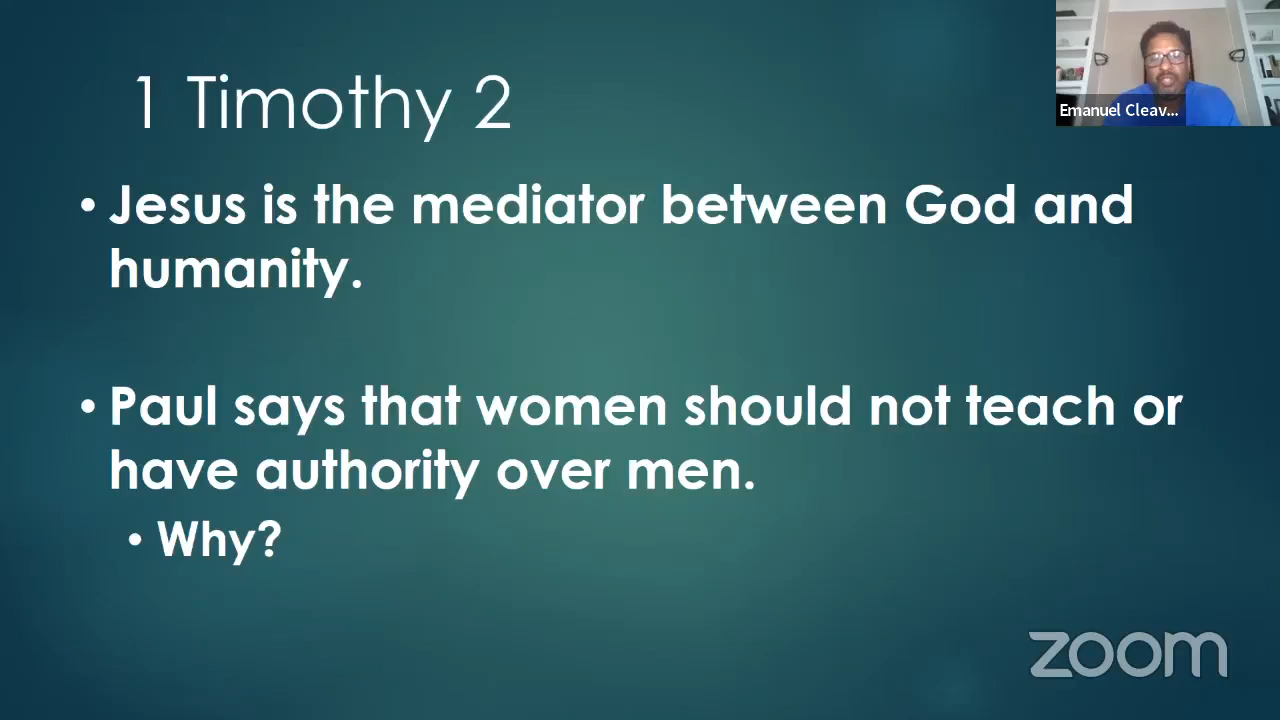 1 Timothy 2
Emanuel Cleav...
• Jesus is the mediator between God and
humanity.
• Paul says that women should not teach or
have authority over men.
• Why?
zoom